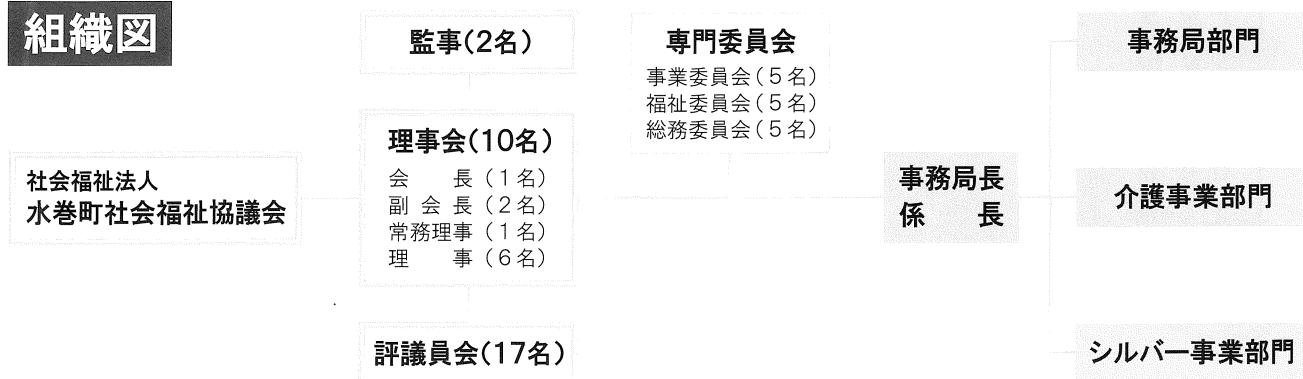 組織図
社会福祉法人
水巻町社会福祉協議会
監事(2名)
理事会(10名)
会　　長（1名）
副 会 長（2名）
常務理事（1名）
理　　事（6名）
評議員会(17名)
専門委員会
事業委員会(5名)
福祉委員会(5名)
総務委員会(5名)
事務局長
係　　長
事務局部門
介護事業部門
シルバー事業部門